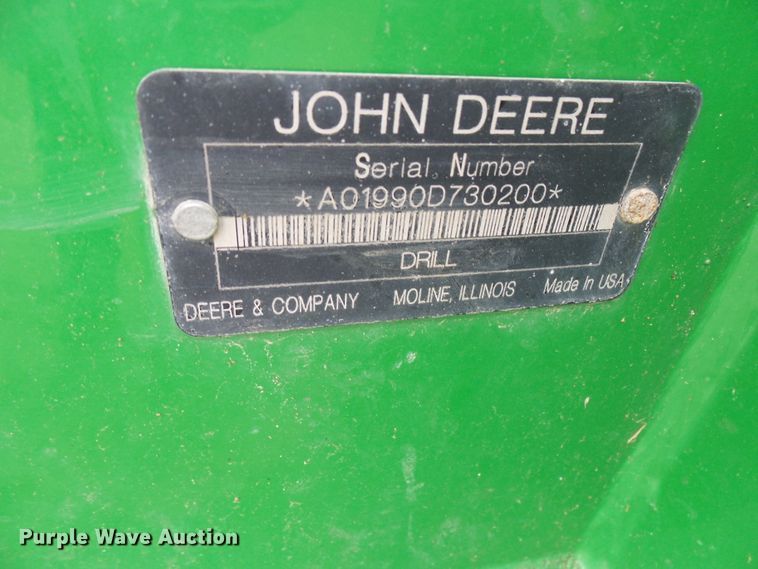 JOHN DEERE
Serial Number
*A01990D730200*
DRILL
DEERE & COMPANY MOLINE, ILLINOIS Made In USA
Purple Wave Auction